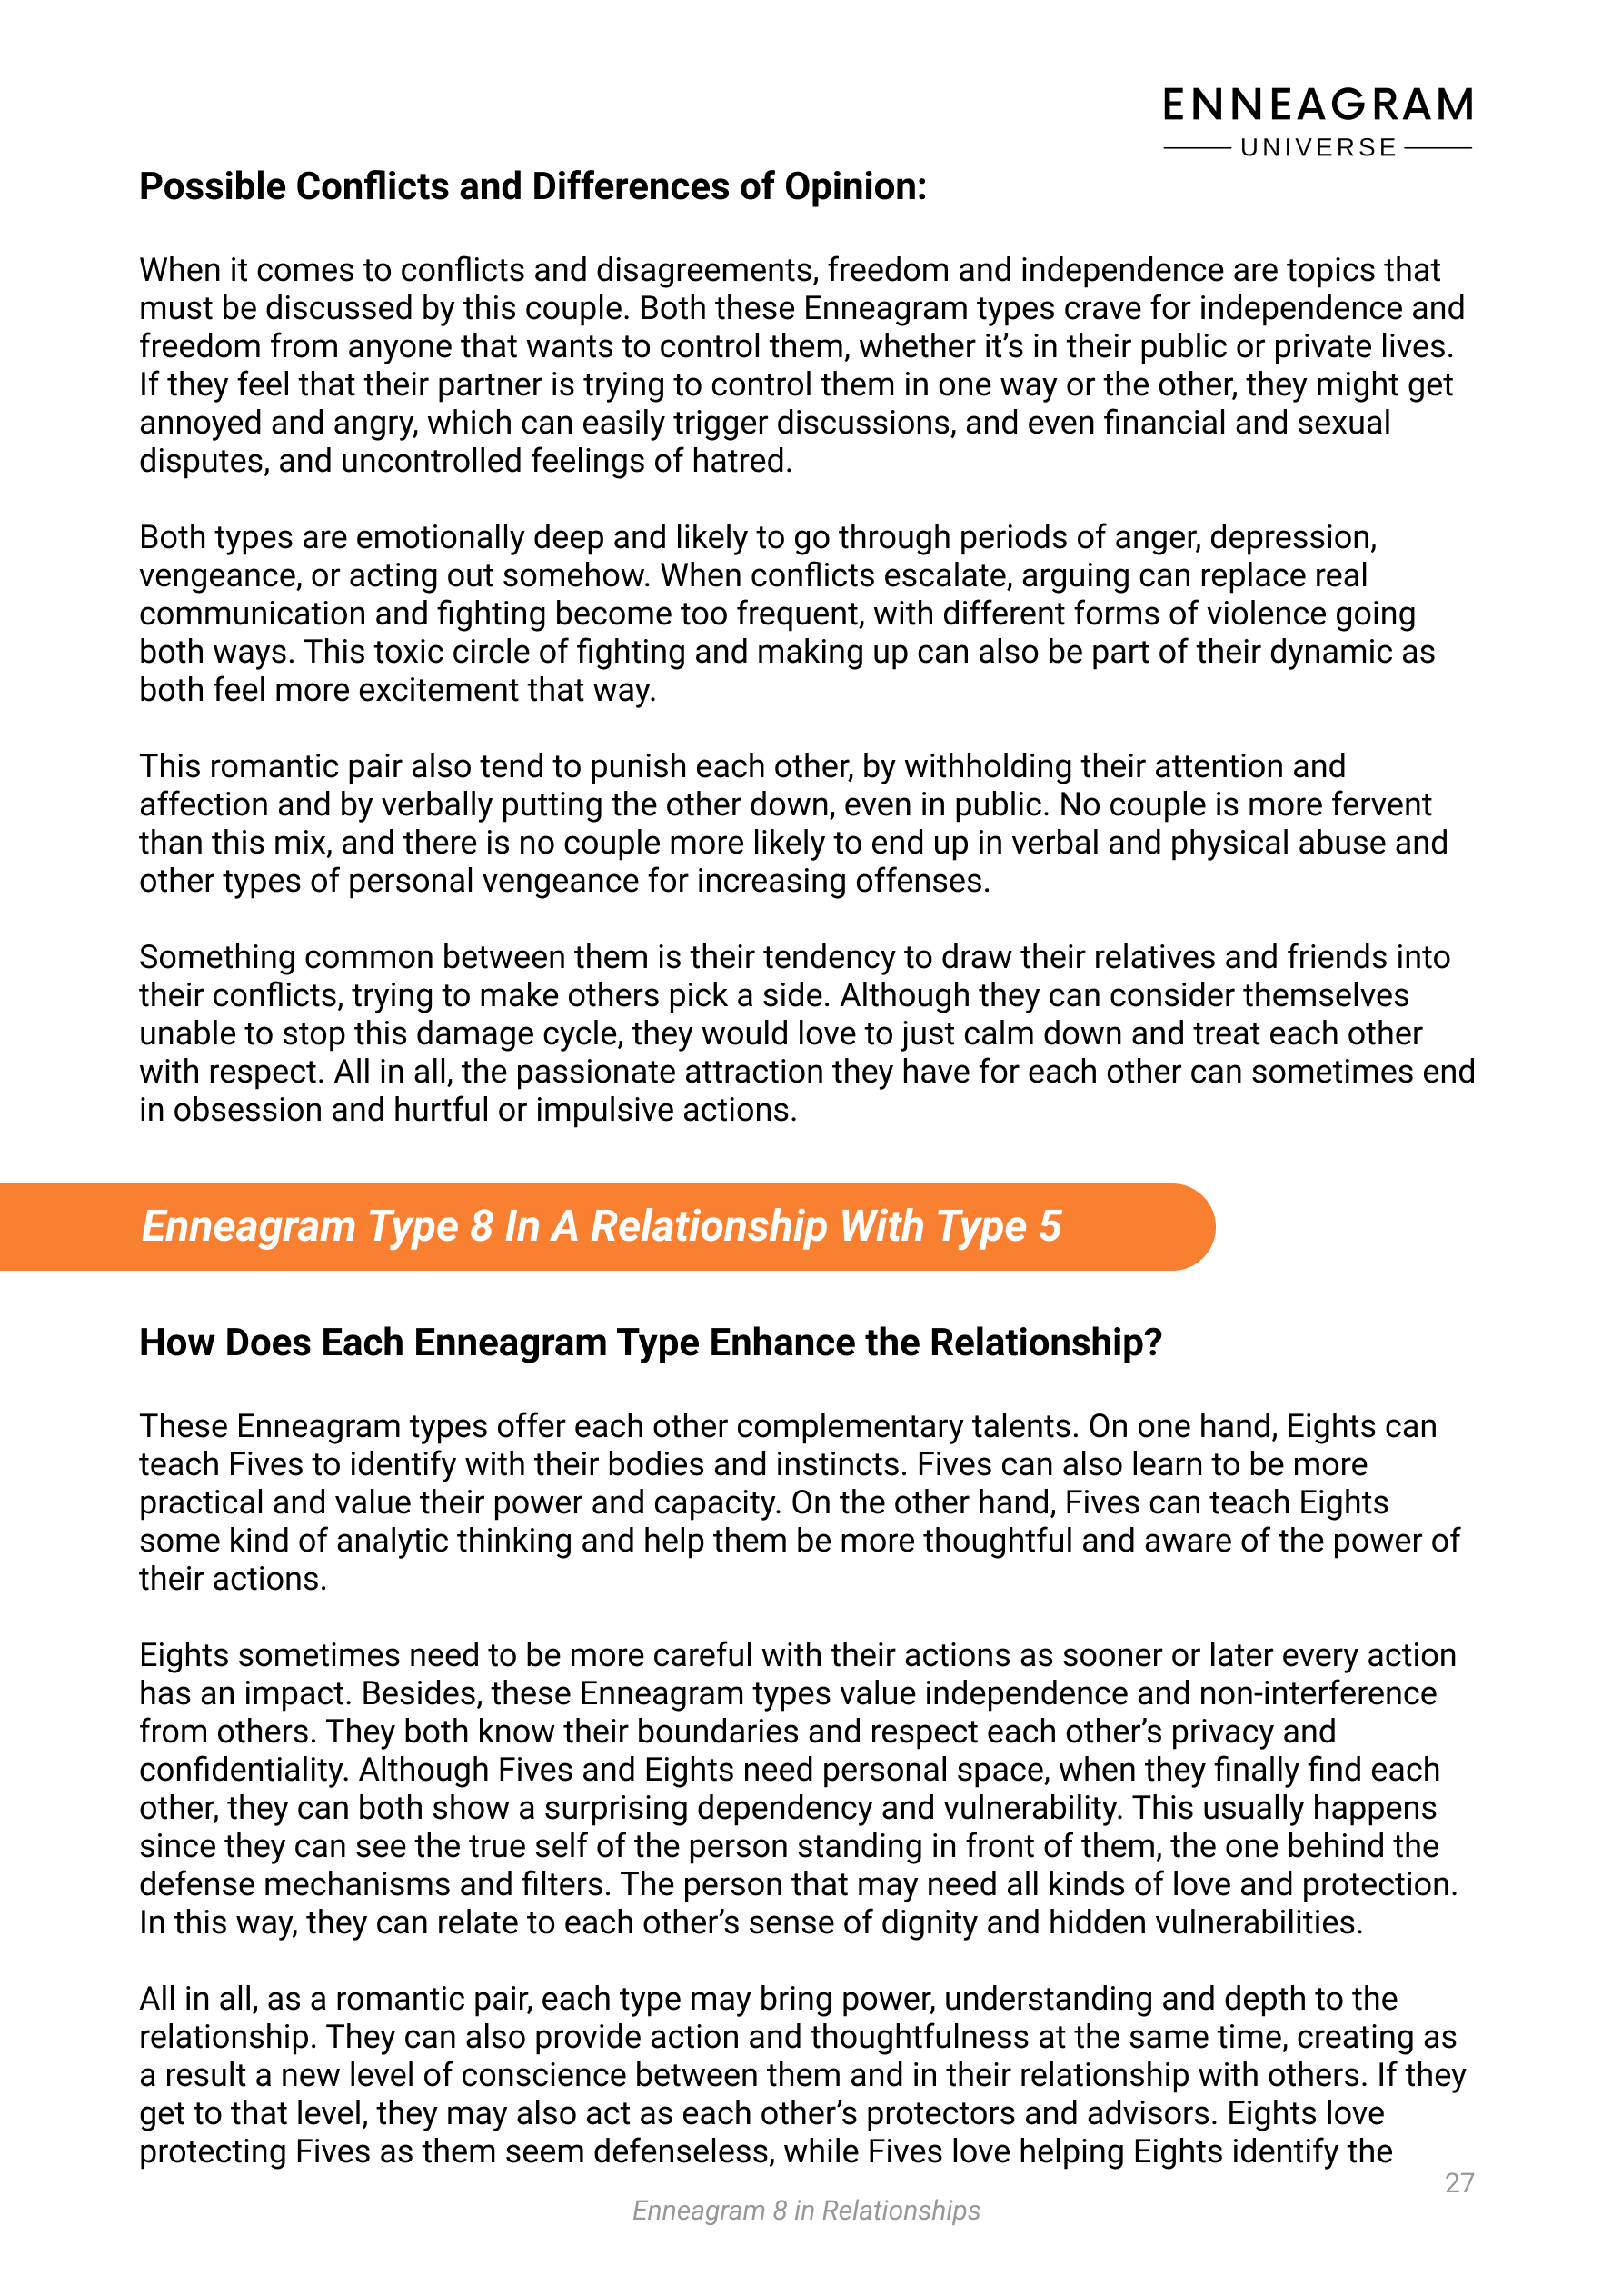 ENNEAGRAM
UNIVERSE
Possible Conflicts and Differences of Opinion:
When it comes to conflicts and disagreements, freedom and independence are topics that
must be discussed by this couple. Both these Enneagram types crave for independence and
freedom from anyone that wants to control them, whether it’s in their public or private lives.
If they feel that their partner is trying to control them in one way or the other, they might get
annoyed and angry, which can easily trigger discussions, and even financial and sexual
disputes, and uncontrolled feelings of hatred.
Both types are emotionally deep and likely to go through periods of anger, depression,
vengeance, or acting out somehow. When conflicts escalate, arguing can replace real
communication and fighting become too frequent, with different forms of violence going
both ways. This toxic circle of fighting and making up can also be part of their dynamic as
both feel more excitement that way.
This romantic pair also tend to punish each other, by withholding their attention and
affection and by verbally putting the other down, even in public. No couple is more fervent
than this mix, and there is no couple more likely to end up in verbal and physical abuse and
other types of personal vengeance for increasing offenses.
Something common between them is their tendency to draw their relatives and friends into
their conflicts, trying to make others pick a side. Although they can consider themselves
unable to stop this damage cycle, they would love to just calm down and treat each other
with respect. All in all, the passionate attraction they have for each other can sometimes end
in obsession and hurtful or impulsive actions.
Enneagram Type 8 In A Relationship With Type 5
How Does Each Enneagram Type Enhance the Relationship?
These Enneagram types offer each other complementary talents. On one hand, Eights can
teach Fives to identify with their bodies and instincts. Fives can also learn to be more
practical and value their power and capacity. On the other hand, Fives can teach Eights
some kind of analytic thinking and help them be more thoughtful and aware of the power of
their actions.
Eights sometimes need to be more careful with their actions as sooner or later every action
has an impact. Besides, these Enneagram types value independence and non-interference
from others. They both know their boundaries and respect each other’s privacy and
confidentiality. Although Fives and Eights need personal space, when they finally find each
other, they can both show a surprising dependency and vulnerability. This usually happens
since they can see the true self of the person standing in front of them, the one behind the
defense mechanisms and filters. The person that may need all kinds of love and protection.
In this way, they can relate to each other’s sense of dignity and hidden vulnerabilities.
All in all, as a romantic pair, each type may bring power, understanding and depth to the
relationship. They can also provide action and thoughtfulness at the same time, creating as
a result a new level of conscience between them and in their relationship with others. If they
get to that level, they may also act as each other’s protectors and advisors. Eights love
protecting Fives as them seem defenseless, while Fives love helping Eights identify the
27
Enneagram 8 in Relationships